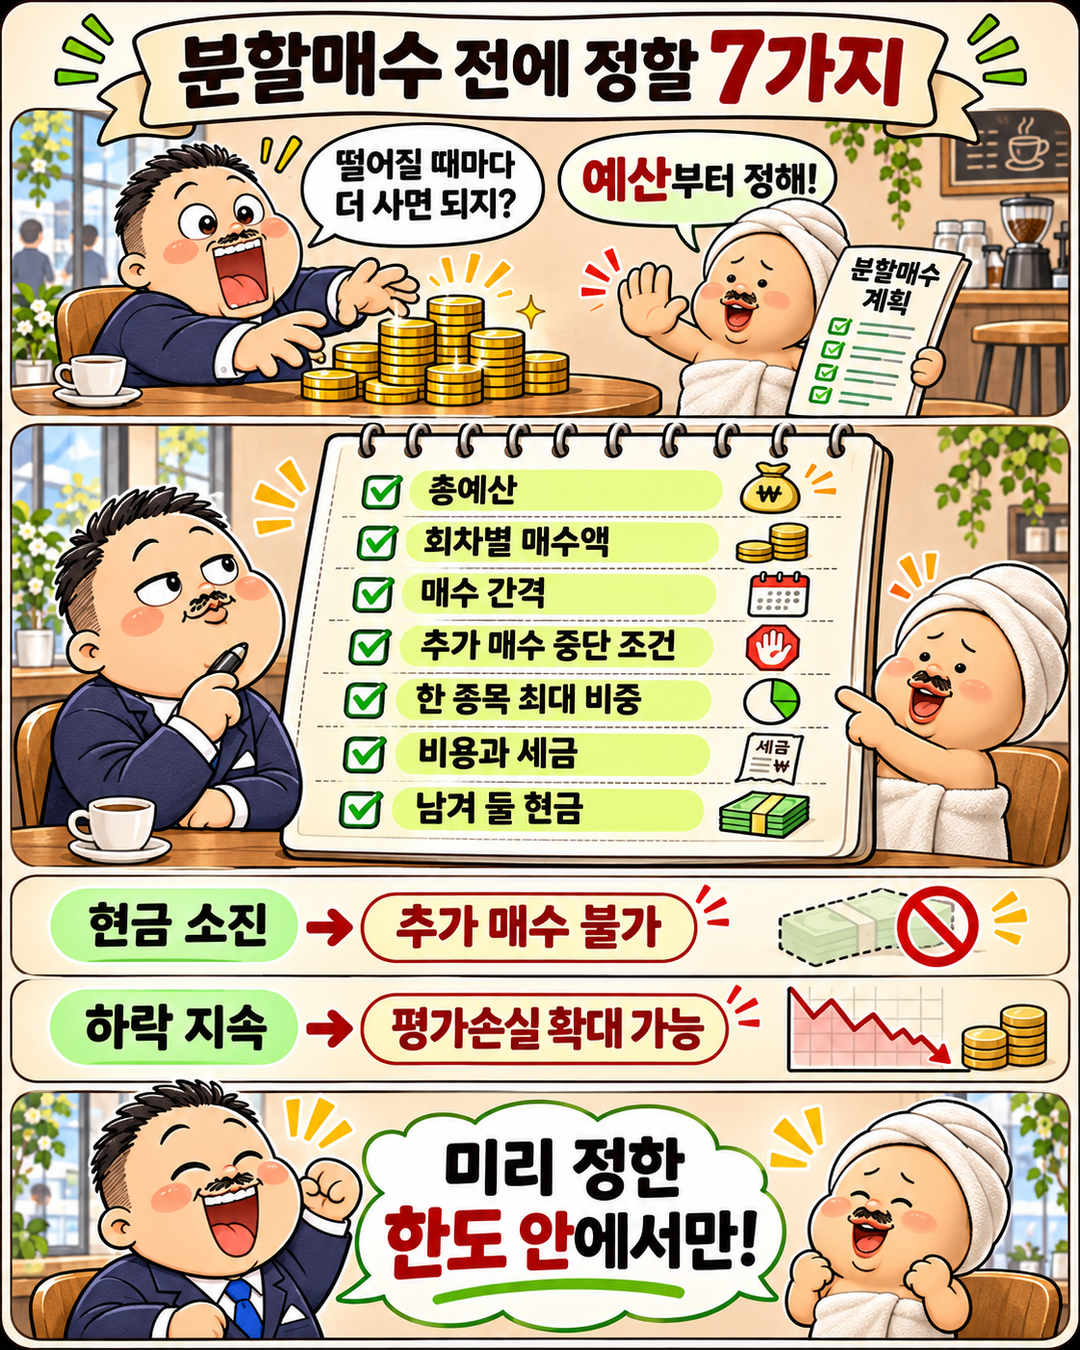 분할매수 전에 정할 7가지
떨어질 때마다
더 사면 되지?
예산부터 정해!
분할매수
계획
총예산
₩
회차별 매수액
매수 간격
추가 매수 중단 조건
한 종목 최대 비중
비용과 세금
세금
₩
남겨 둘 현금
현금 소진 → 추가 매수 불가
하락 지속 → 평가손실 확대 가능
미리 정한
한도 안에서만!